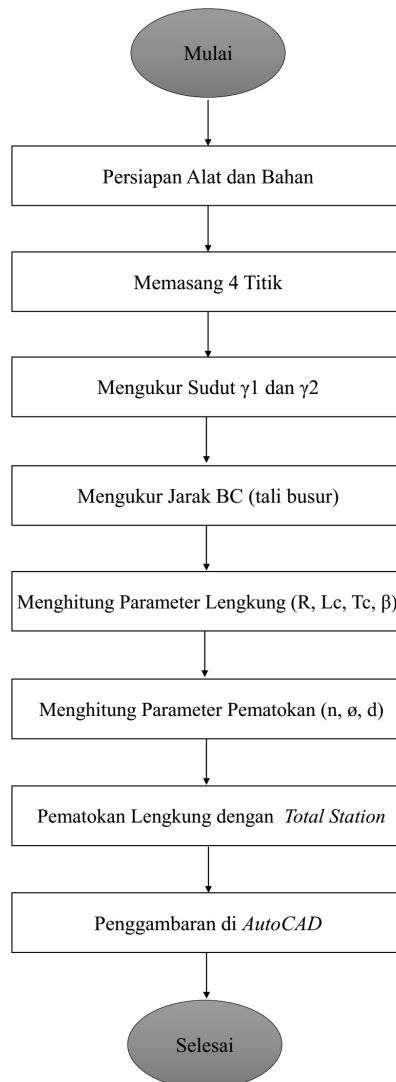 Mulai
Persiapan Alat dan Bahan
Memasang 4 Titik
Mengukur Sudut γ1 dan γ2
Mengukur Jarak BC (tali busur)
Menghitung Parameter Lengkung (R, Lc, Tc, β)
Menghitung Parameter Pematokan (n, ø, d)
Pematokan Lengkung dengan Total Station
Penggambaran di AutoCAD
Selesai